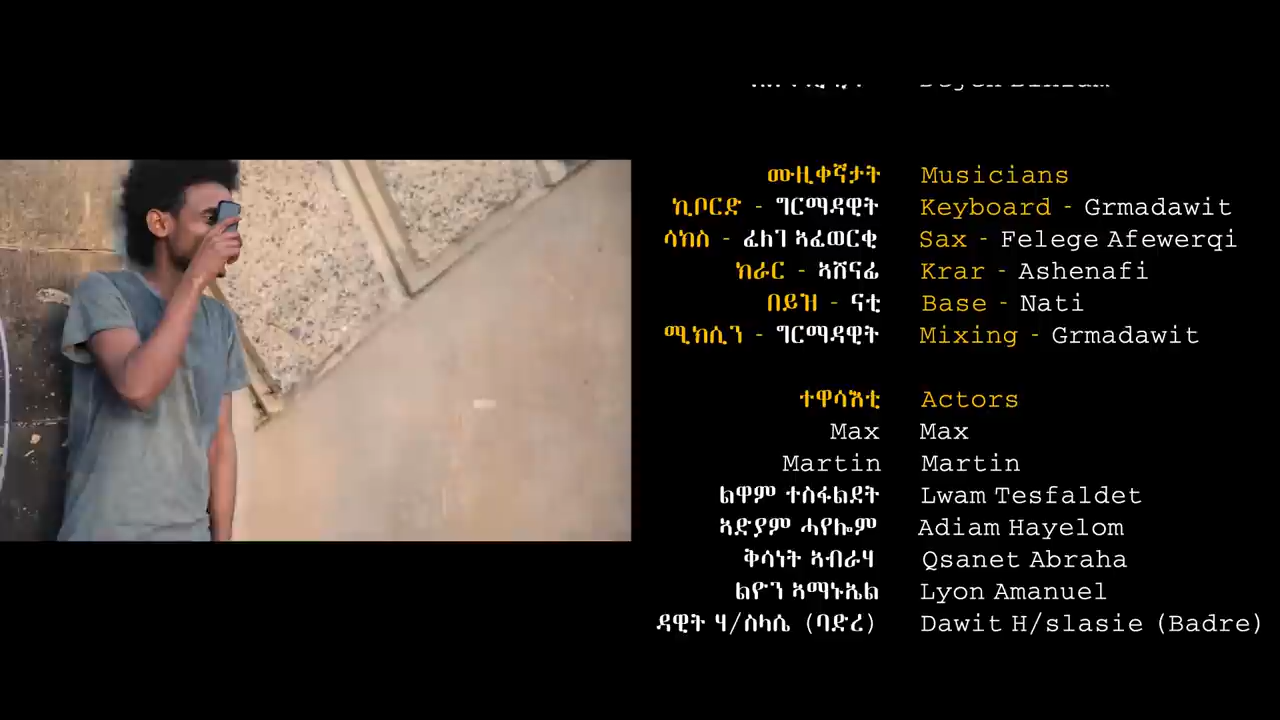 ሙዚቀኛታት Musicians
ኪቦርድ - ግርማዳዊት Keyboard - Grmadawit
ሳክስ - ፈለገ ኣፈወርቂ Sax - Felege Afewerqi
ክራር - ኣሸናፊ Krar - Ashenafi
በይዝ - ናቲ Base - Nati
ሚክሲን - ግርማዳዊት Mixing - Grmadawit
ተዋሳእቲ Actors
Max Max
Martin Martin
ልዋም ተስፋልደት Lwam Tesfaldet
ኣድያም ሓየሎም Adiam Hayelom
ቅሳነት ኣብራሃ Qsanet Abraha
ልዮን ኣማኑኤል Lyon Amanuel
ዳዊት ሃ/ስላሴ (ባድረ) Dawit H/slasie (Badre)